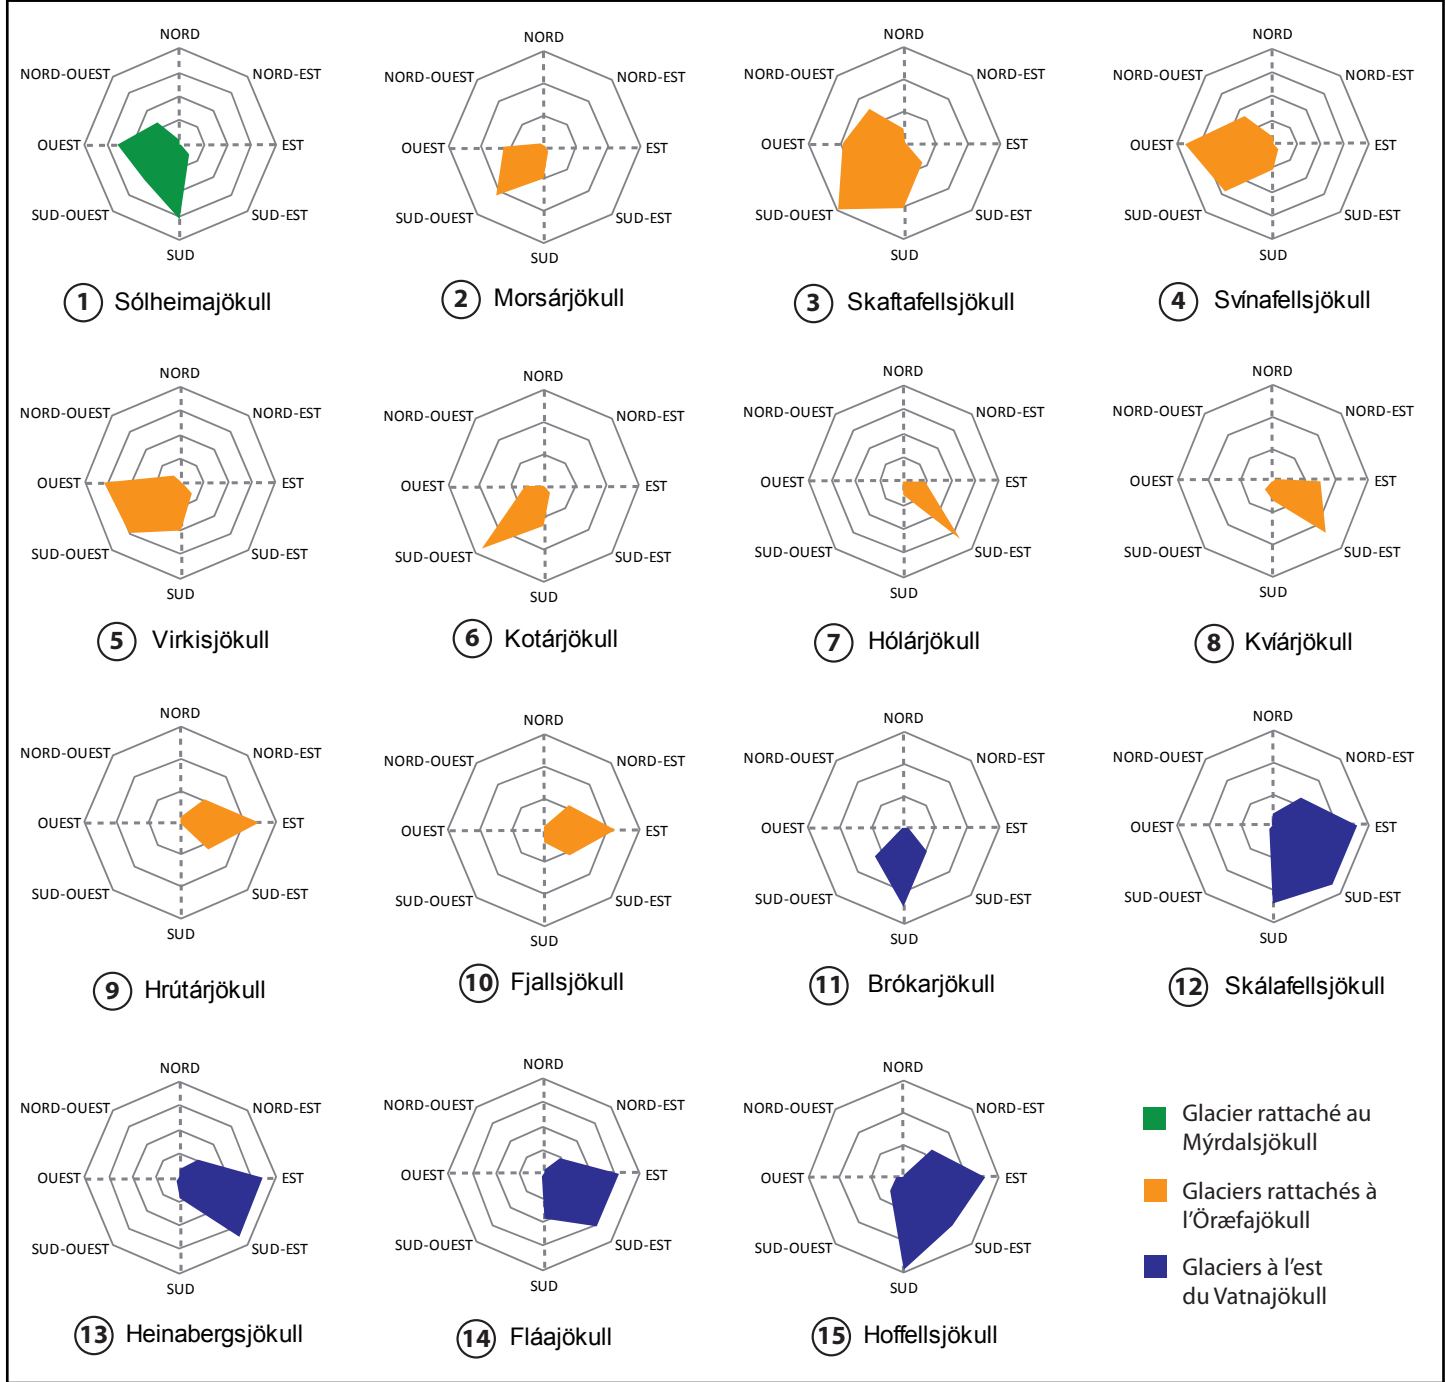 NORD
NORD-OUEST
NORD-EST
OUEST
EST
SUD-OUEST
SUD-EST
SUD
1 Sólheimajökull
NORD
NORD-OUEST
NORD-EST
OUEST
EST
SUD-OUEST
SUD-EST
SUD
2 Morsárjökull
NORD
NORD-OUEST
NORD-EST
OUEST
EST
SUD-OUEST
SUD-EST
SUD
3 Skaftafellsjökull
NORD
NORD-OUEST
NORD-EST
OUEST
EST
SUD-OUEST
SUD-EST
SUD
4 Svínafellsjökull
NORD
NORD-OUEST
NORD-EST
OUEST
EST
SUD-OUEST
SUD-EST
SUD
5 Virkisjökull
NORD
NORD-OUEST
NORD-EST
OUEST
EST
SUD-OUEST
SUD-EST
SUD
6 Kotárjökull
NORD
NORD-OUEST
NORD-EST
OUEST
EST
SUD-OUEST
SUD-EST
SUD
7 Hólárjökull
NORD
NORD-OUEST
NORD-EST
OUEST
EST
SUD-OUEST
SUD-EST
SUD
8 Kvíárjökull
NORD
NORD-OUEST
NORD-EST
OUEST
EST
SUD-OUEST
SUD-EST
SUD
9 Hrútárjökull
NORD
NORD-OUEST
NORD-EST
OUEST
EST
SUD-OUEST
SUD-EST
SUD
10 Fjallsjökull
NORD
NORD-OUEST
NORD-EST
OUEST
EST
SUD-OUEST
SUD-EST
SUD
11 Brókarjökull
NORD
NORD-OUEST
NORD-EST
OUEST
EST
SUD-OUEST
SUD-EST
SUD
12 Skálafellsjökull
NORD
NORD-OUEST
NORD-EST
OUEST
EST
SUD-OUEST
SUD-EST
SUD
13 Heinabergsjökull
NORD
NORD-OUEST
NORD-EST
OUEST
EST
SUD-OUEST
SUD-EST
SUD
14 Fláajökull
NORD
NORD-OUEST
NORD-EST
OUEST
EST
SUD-OUEST
SUD-EST
SUD
15 Hoffellsjökull
Glacier rattaché au
Mýrdalsjökull
Glaciers rattachés à
l'Öræfajökull
Glaciers à l'est
du Vatnajökull